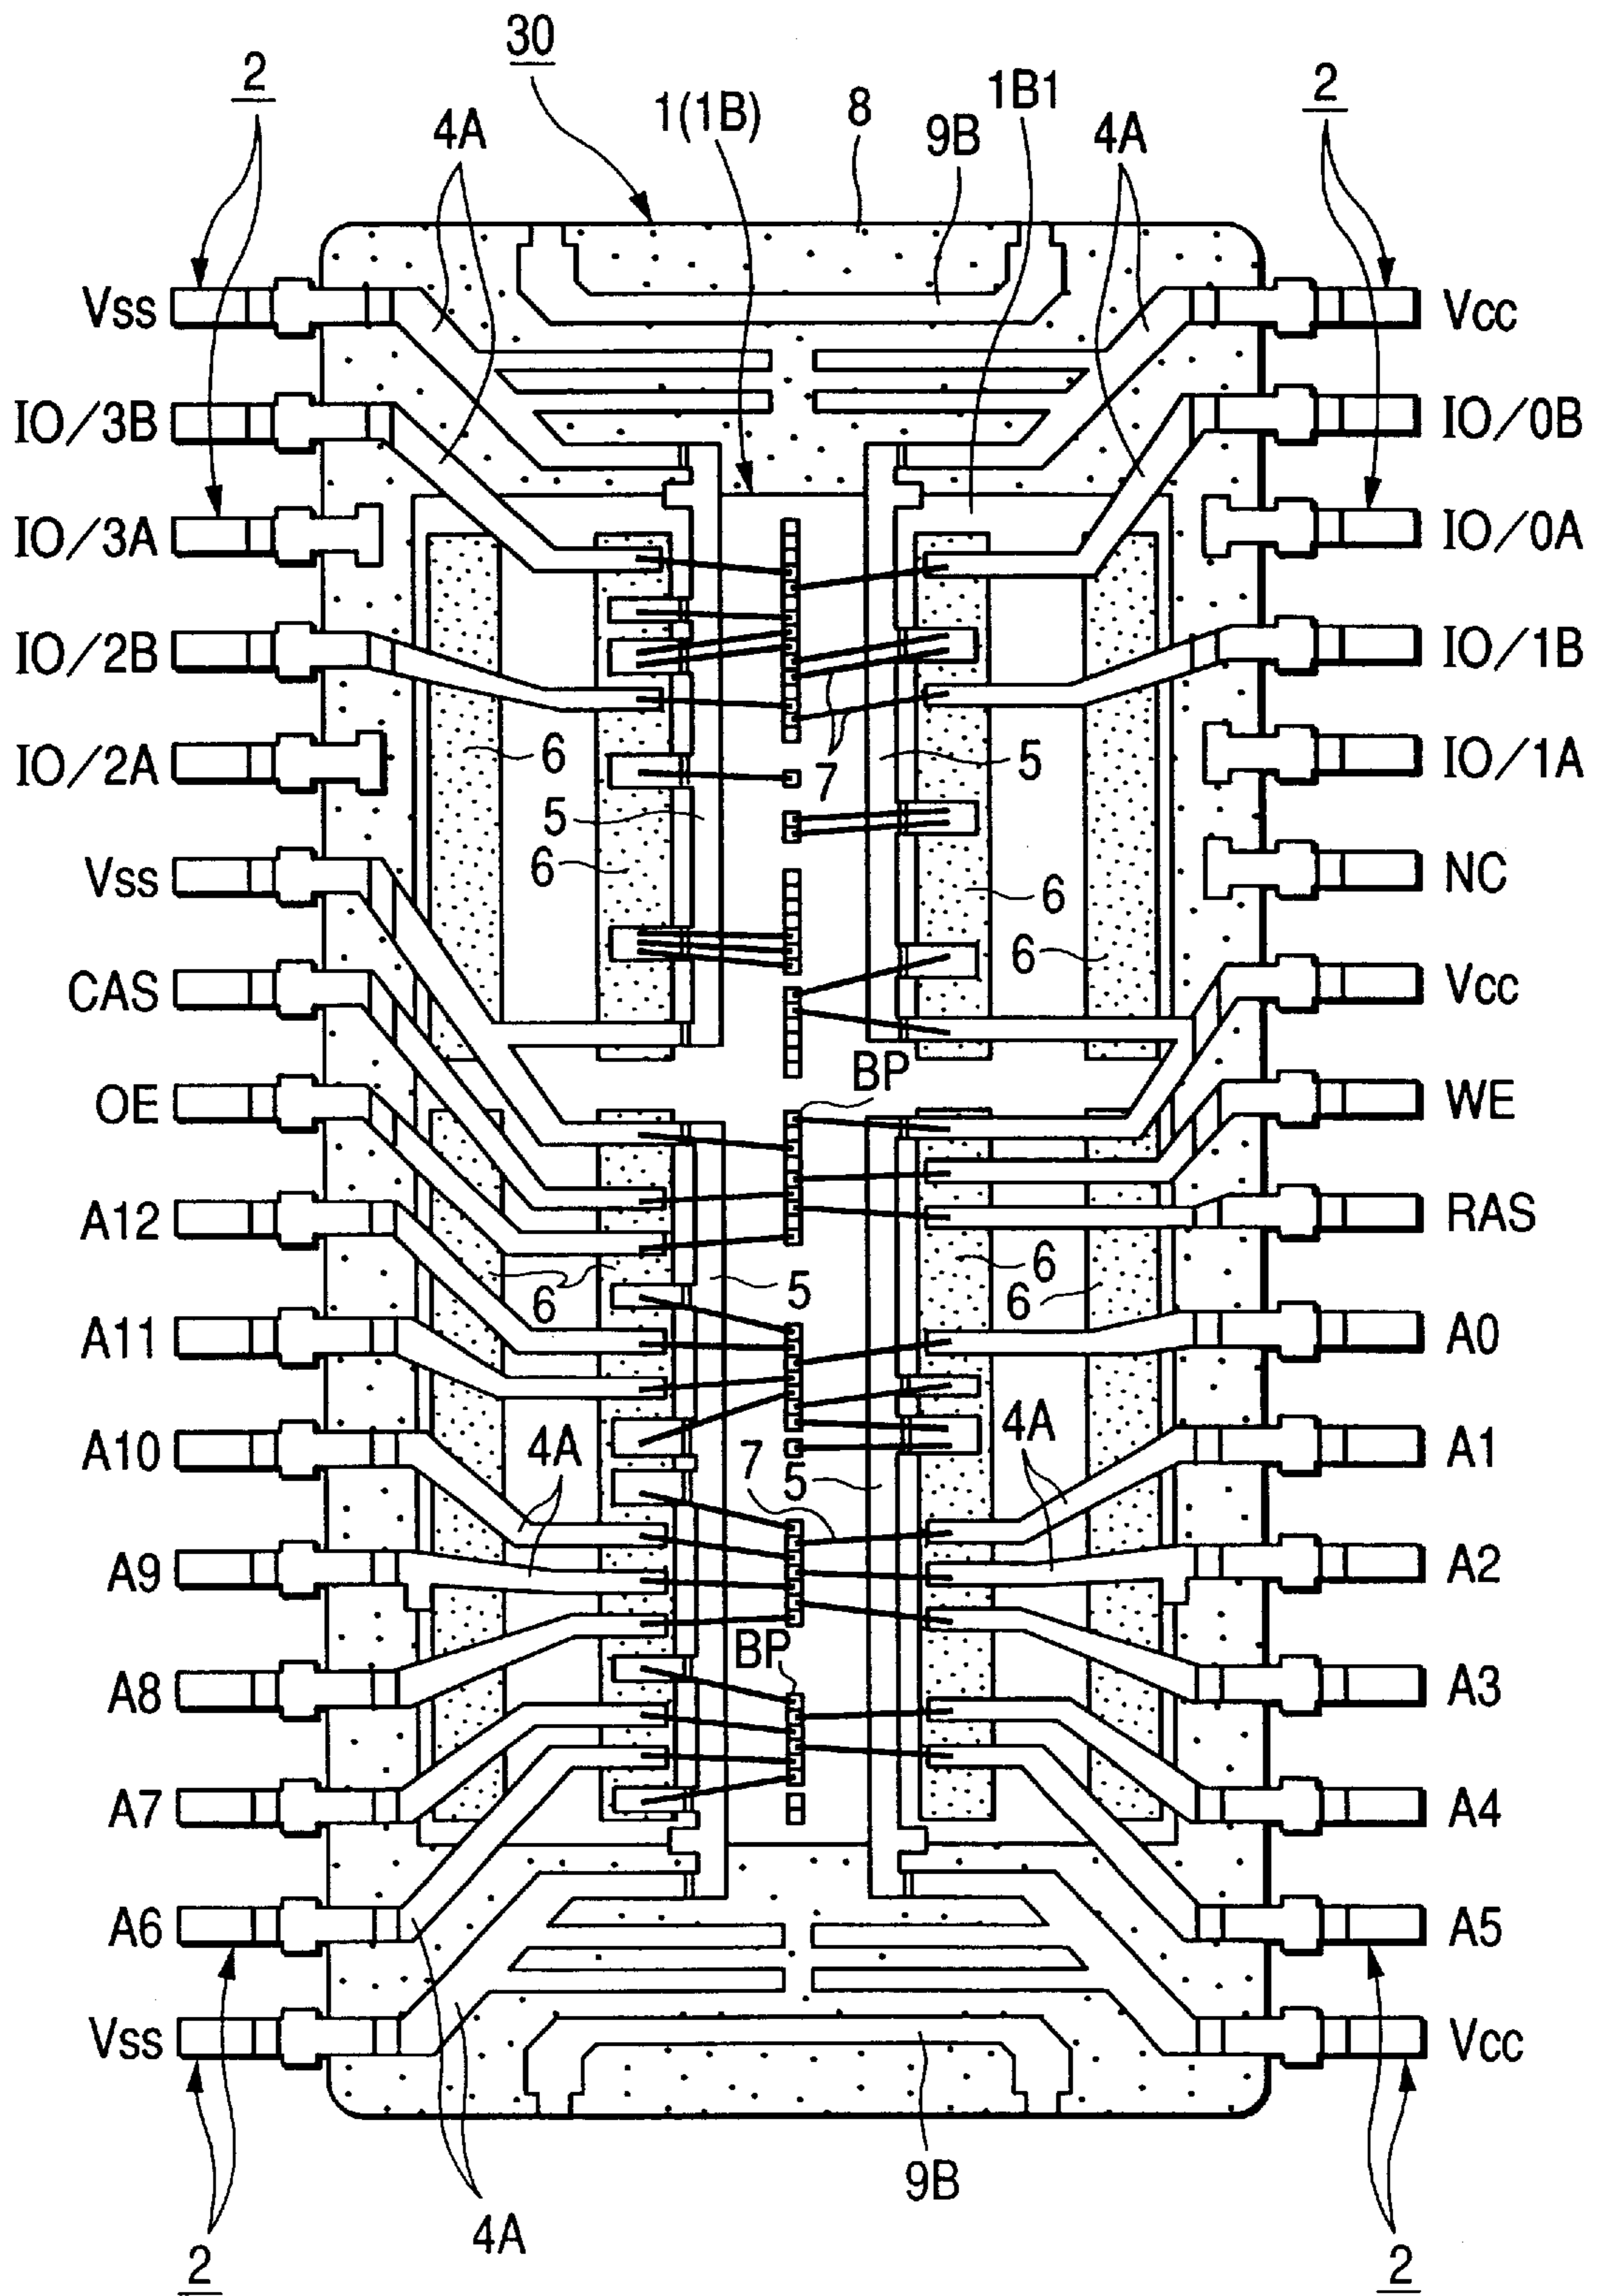 30
2
1(1B)
8
1B1
2
4A
9B
4A
Vss
Vcc
IO/3B
IO/0B
IO/3A
IO/0A
IO/2B
IO/1B
6
5
IO/2A
7
IO/1A
5
6
Vss
6
NC
6
CAS
Vcc
BP
OE
WE
A12
RAS
6
6
5
6
A11
A0
4A
A10
4A
7
5
A1
A9
A2
BP
A8
A3
A7
A4
A6
A5
Vss
Vcc
9B
4A
2
2